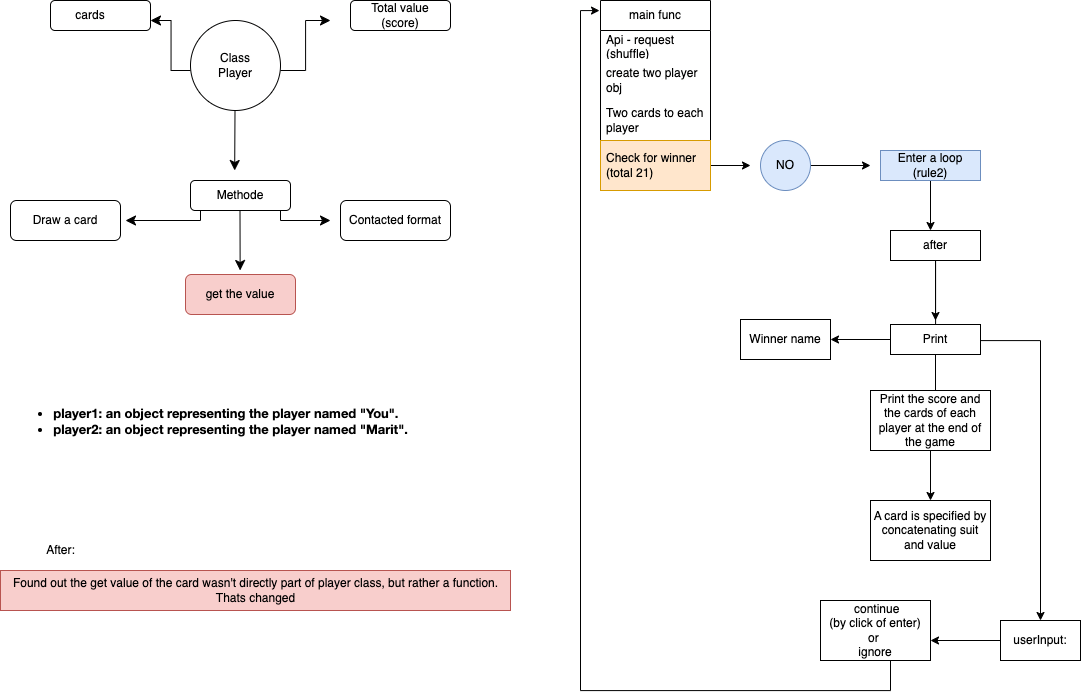 cards
Total value
(score)
Class
Player
Methode
Draw a card
Contacted format
get the value
• player1: an object representing the player named "You".
• player2: an object representing the player named "Marit".
After:
Found out the get value of the card wasn't directly part of player class, but rather a function.
Thats changed
main func
Api - request
(shuffle)
create two player
obj
Two cards to each
player
Check for winner
(total 21)
NO
Enter a loop
(rule2)
after
Print
Winner name
Print the score and
the cards of each
player at the end of
the game
A card is specified by
concatenating suit
and value
userInput:
continue
(by click of enter)
or
ignore